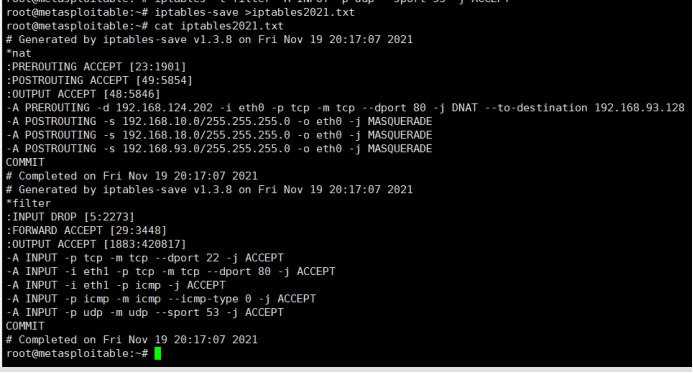 root@metasploitable:~# iptables -t filter -A INPUT -p udp --sport 53 -j ACCEPT
root@metasploitable:~# iptables-save >iptables2021.txt
root@metasploitable:~# cat iptables2021.txt
# Generated by iptables-save v1.3.8 on Fri Nov 19 20:17:07 2021
*nat
:PREROUTING ACCEPT [23:1901]
:POSTROUTING ACCEPT [49:5854]
:OUTPUT ACCEPT [48:5846]
-A PREROUTING -d 192.168.124.202 -i eth0 -p tcp -m tcp --dport 80 -j DNAT --to-destination 192.168.93.128
-A POSTROUTING -s 192.168.10.0/255.255.255.0 -o eth0 -j MASQUERADE
-A POSTROUTING -s 192.168.18.0/255.255.255.0 -o eth0 -j MASQUERADE
-A POSTROUTING -s 192.168.93.0/255.255.255.0 -o eth0 -j MASQUERADE
COMMIT
# Completed on Fri Nov 19 20:17:07 2021
# Generated by iptables-save v1.3.8 on Fri Nov 19 20:17:07 2021
*filter
:INPUT DROP [5:2273]
:FORWARD ACCEPT [29:3448]
:OUTPUT ACCEPT [1883:420817]
-A INPUT -p tcp -m tcp --dport 22 -j ACCEPT
-A INPUT -i eth1 -p tcp -m tcp --dport 80 -j ACCEPT
-A INPUT -i eth1 -p icmp -j ACCEPT
-A INPUT -p icmp -m icmp --icmp-type 0 -j ACCEPT
-A INPUT -p udp -m udp --sport 53 -j ACCEPT
COMMIT
# Completed on Fri Nov 19 20:17:07 2021
root@metasploitable:~#